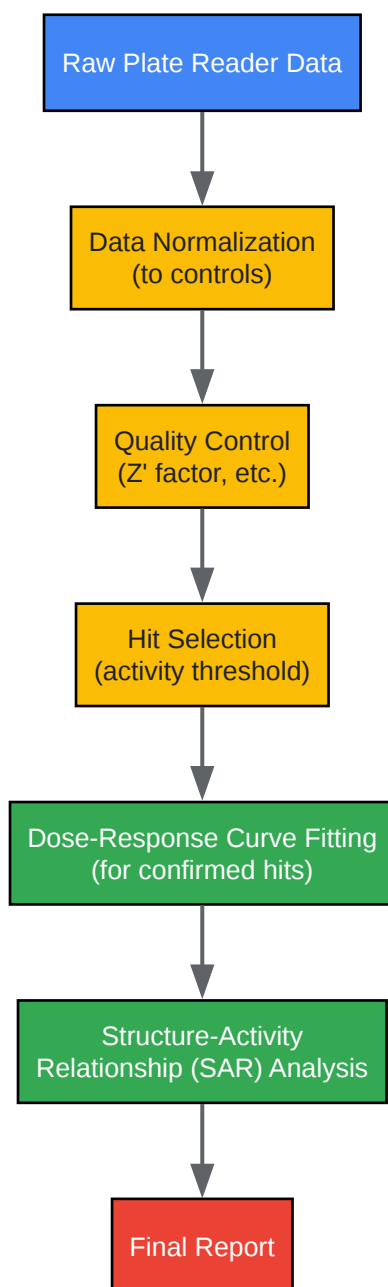 Raw Plate Reader Data
Data Normalization
(to controls)
Quality Control
(Z' factor, etc.)
Hit Selection
(activity threshold)
Dose-Response Curve Fitting
(for confirmed hits)
Structure-Activity
Relationship (SAR) Analysis
Final Report